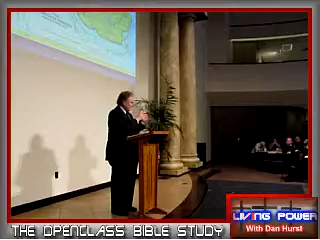 THE OPENCLASS BIBLE STUDY
LIVING POWER
With Dan Hurst